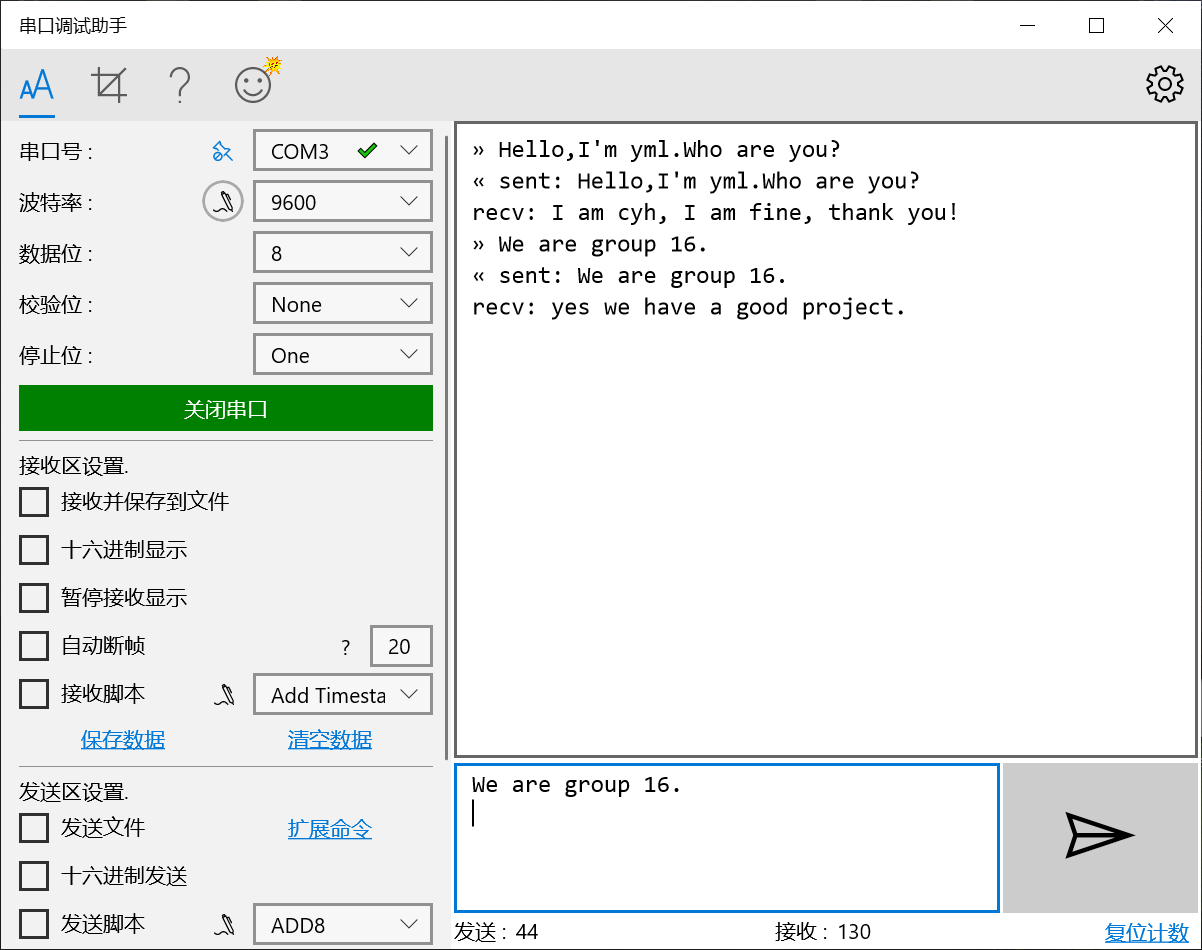 串口调试助手
串口号 :
COM3
波特率 :
9600
数据位 :
8
校验位 :
None
停止位 :
One
关闭串口
接收区设置.
接收并保存到文件
十六进制显示
暂停接收显示
自动断帧
?
20
接收脚本
Add Timesta
保存数据
清空数据
发送区设置.
发送文件
扩展命令
十六进制发送
发送脚本
ADD8
» Hello,I'm yml.Who are you?
« sent: Hello,I'm yml.Who are you?
recv: I am cyh, I am fine, thank you!
» We are group 16.
« sent: We are group 16.
recv: yes we have a good project.
We are group 16.
发送 : 44
接收 : 130
复位计数